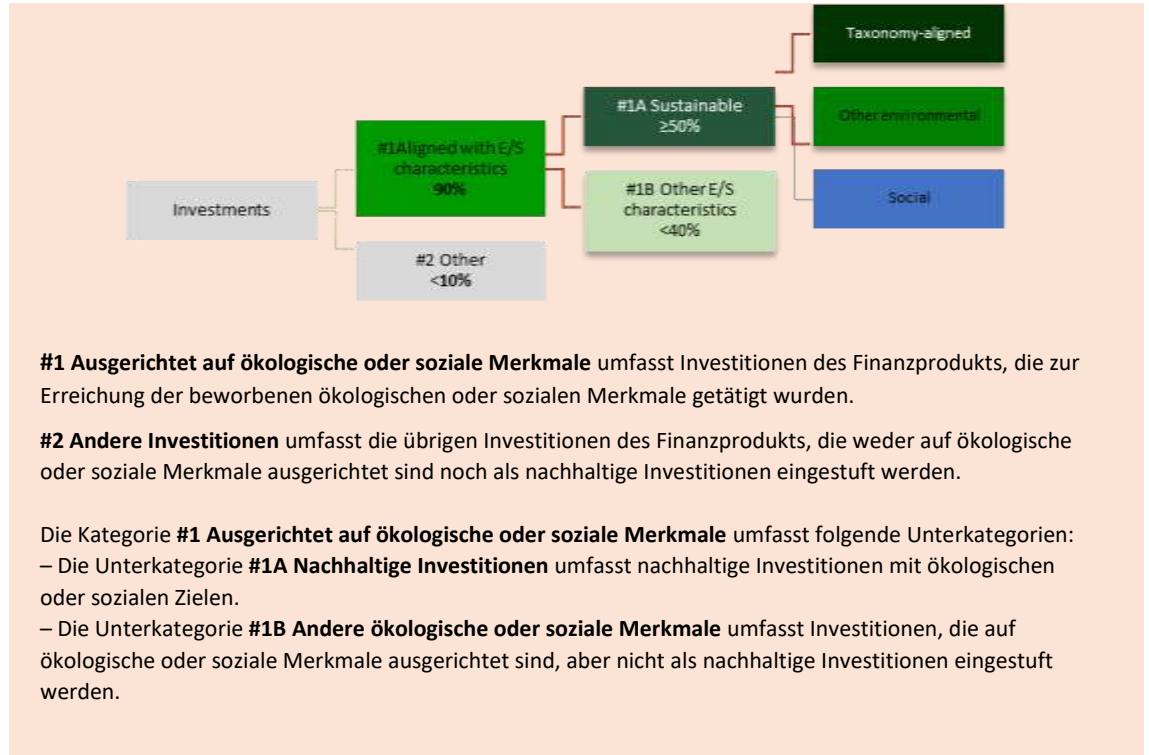 Taxonomy-aligned
#1A Sustainable
≥50%
Other environmental
#1Aligned with E/S
characteristics
90%
#1B Other E/S
characteristics
<40%
Social
Investments
#2 Other
<10%
#1 Ausgerichtet auf ökologische oder soziale Merkmale umfasst Investitionen des Finanzprodukts, die zur
Erreichung der beworbenen ökologischen oder sozialen Merkmale getätigt wurden.
#2 Andere Investitionen umfasst die übrigen Investitionen des Finanzprodukts, die weder auf ökologische
oder soziale Merkmale ausgerichtet sind noch als nachhaltige Investitionen eingestuft werden.
Die Kategorie #1 Ausgerichtet auf ökologische oder soziale Merkmale umfasst folgende Unterkategorien:
– Die Unterkategorie #1A Nachhaltige Investitionen umfasst nachhaltige Investitionen mit ökologischen
oder sozialen Zielen.
– Die Unterkategorie #1B Andere ökologische oder soziale Merkmale umfasst Investitionen, die auf
ökologische oder soziale Merkmale ausgerichtet sind, aber nicht als nachhaltige Investitionen eingestuft
werden.